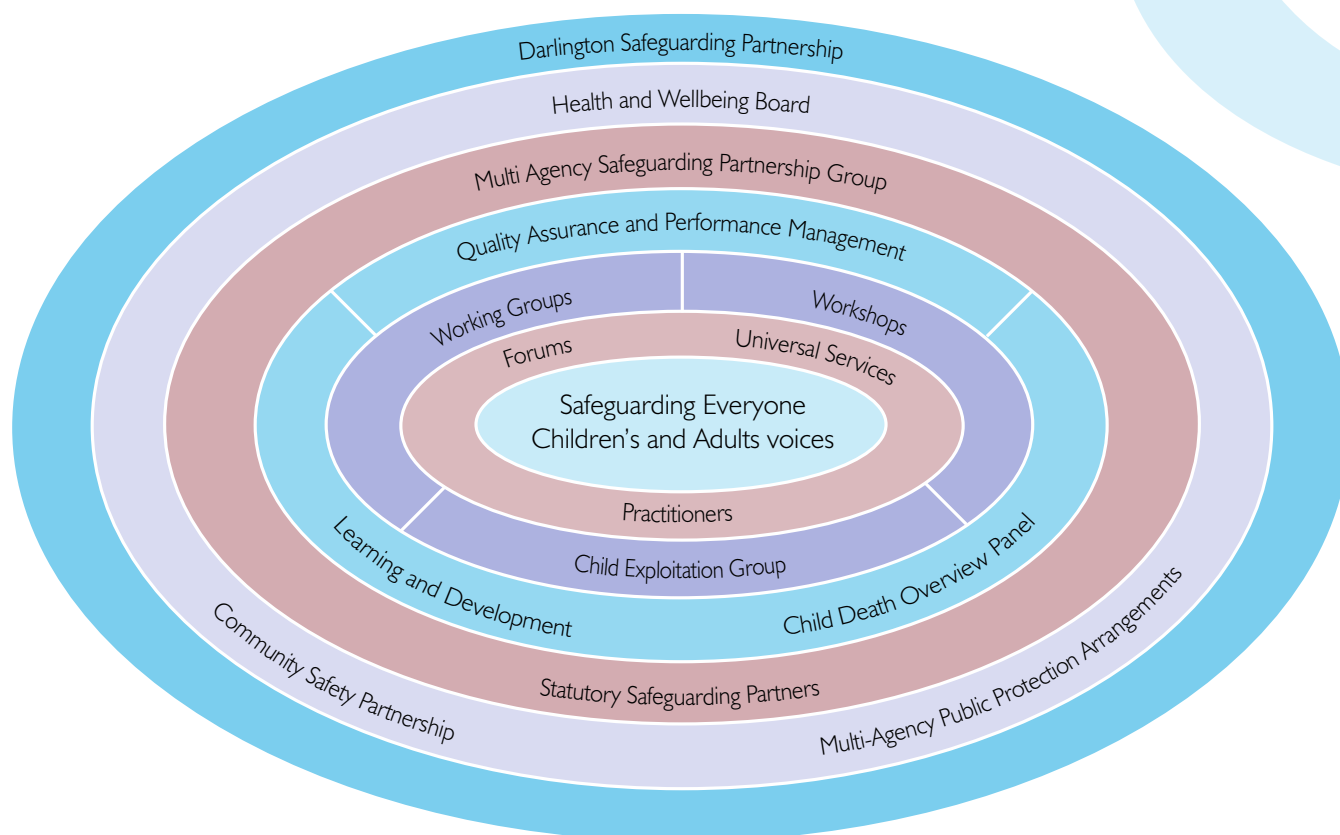 Darlington Safeguarding Partnership
Health and Wellbeing Board
Multi Agency Safeguarding Partnership Group
Quality Assurance and Performance Management
Working Groups
Workshops
Forums
Universal Services
Safeguarding Everyone
Children's and Adults voices
Practitioners
Child Exploitation Group
Learning and Development
Child Death Overview Panel
Statutory Safeguarding Partners
Community Safety Partnership
Multi-Agency Public Protection Arrangements